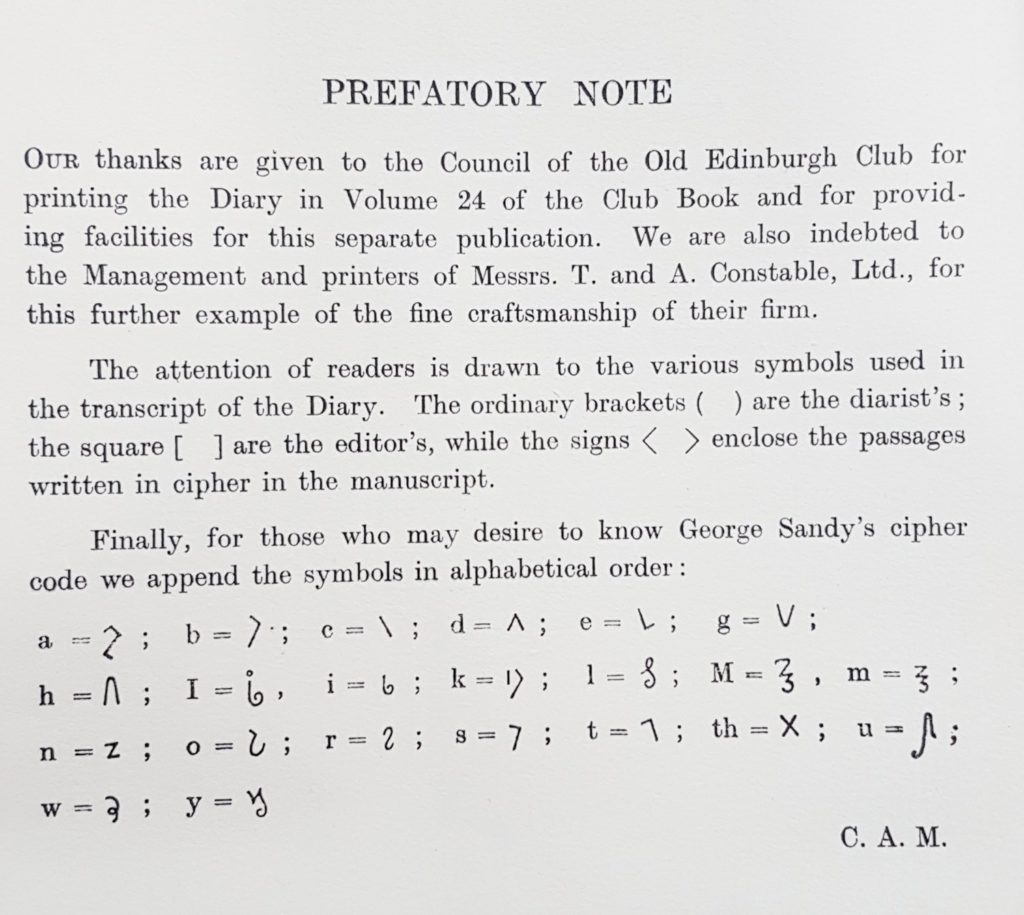 PREFATORY NOTE
OUR thanks are given to the Council of the Old Edinburgh Club for
printing the Diary in Volume 24 of the Club Book and for provid-
ing facilities for this separate publication. We are also indebted to
the Management and printers of Messrs. T. and A. Constable, Ltd., for
this further example of the fine craftsmanship of their firm.
The attention of readers is drawn to the various symbols used in
the transcript of the Diary. The ordinary brackets ( ) are the diarist's;
the square [ ] are the editor's, while the signs < > enclose the passages
written in cipher in the manuscript.
Finally, for those who may desire to know George Sandy's cipher
code we append the symbols in alphabetical order:
a = ; b = ; c = \ ; d = Λ ; e = ; g = V ;
h = ; I = , i = ; k = ; l = ; M = , m = ;
n = z ; o = ; r = ; s = ; t = ; th = X ; u = ;
w = ; y =
C. A. M.